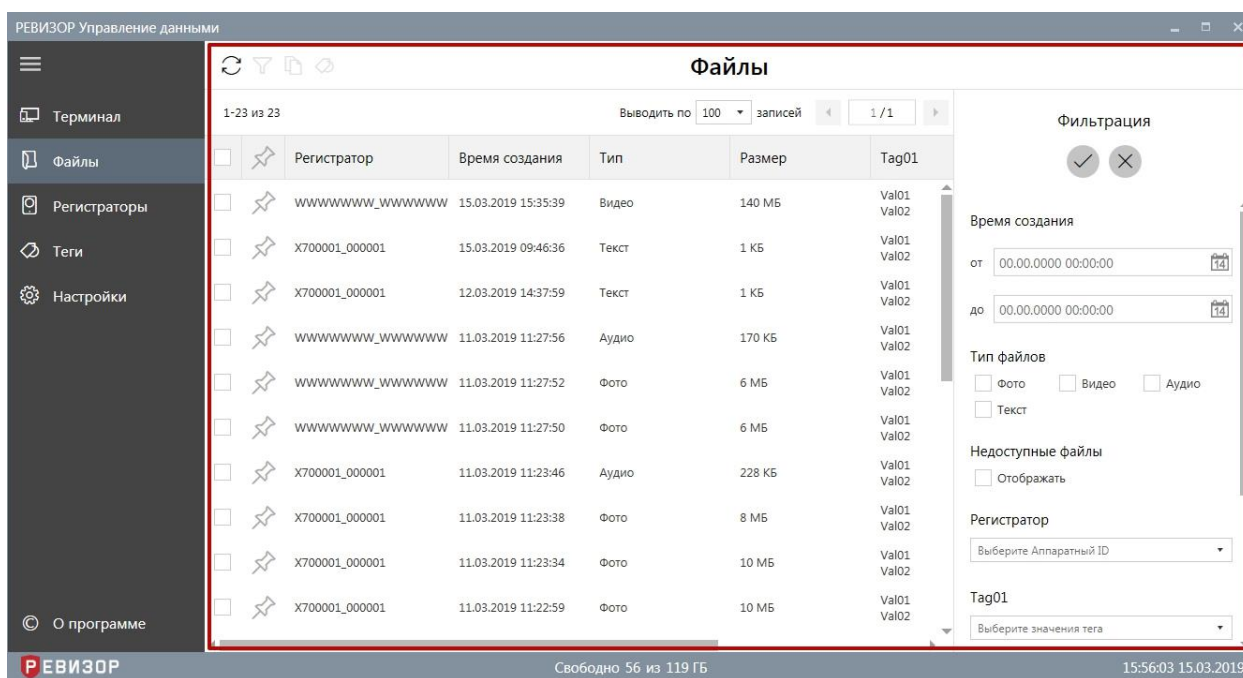 РЕВИЗОР Управление данными
Файлы
Терминал
Файлы
Регистраторы
Теги
Настройки
© О программе
1-23 из 23
Выводить по 100 записей 1/1
Регистратор Время создания Тип Размер Tag01
WWWWWWW_WWWWWW 15.03.2019 15:35:39 Видео 140 МБ Val01
Val02
X700001_000001 15.03.2019 09:46:36 Текст 1 КБ Val01
Val02
X700001_000001 12.03.2019 14:37:59 Текст 1 КБ Val01
Val02
WWWWWWW_WWWWWW 11.03.2019 11:27:56 Аудио 170 КБ Val01
Val02
WWWWWWW_WWWWWW 11.03.2019 11:27:52 Фото 6 МБ Val01
Val02
WWWWWWW_WWWWWW 11.03.2019 11:27:50 Фото 6 МБ Val01
Val02
X700001_000001 11.03.2019 11:23:46 Аудио 228 КБ Val01
Val02
X700001_000001 11.03.2019 11:23:38 Фото 8 МБ Val01
Val02
X700001_000001 11.03.2019 11:23:34 Фото 10 МБ Val01
Val02
X700001_000001 11.03.2019 11:22:59 Фото 10 МБ Val01
Val02
Фильтрация
Время создания
от 00.00.0000 00:00:00 14
до 00.00.0000 00:00:00 14
Тип файлов
Фото Видео Аудио
Текст
Недоступные файлы
Отображать
Регистратор
Выберите Аппаратный ID
Tag01
Выберите значения тега
РЕВИЗОР Свободно 56 из 119 ГБ 15:56:03 15.03.2019